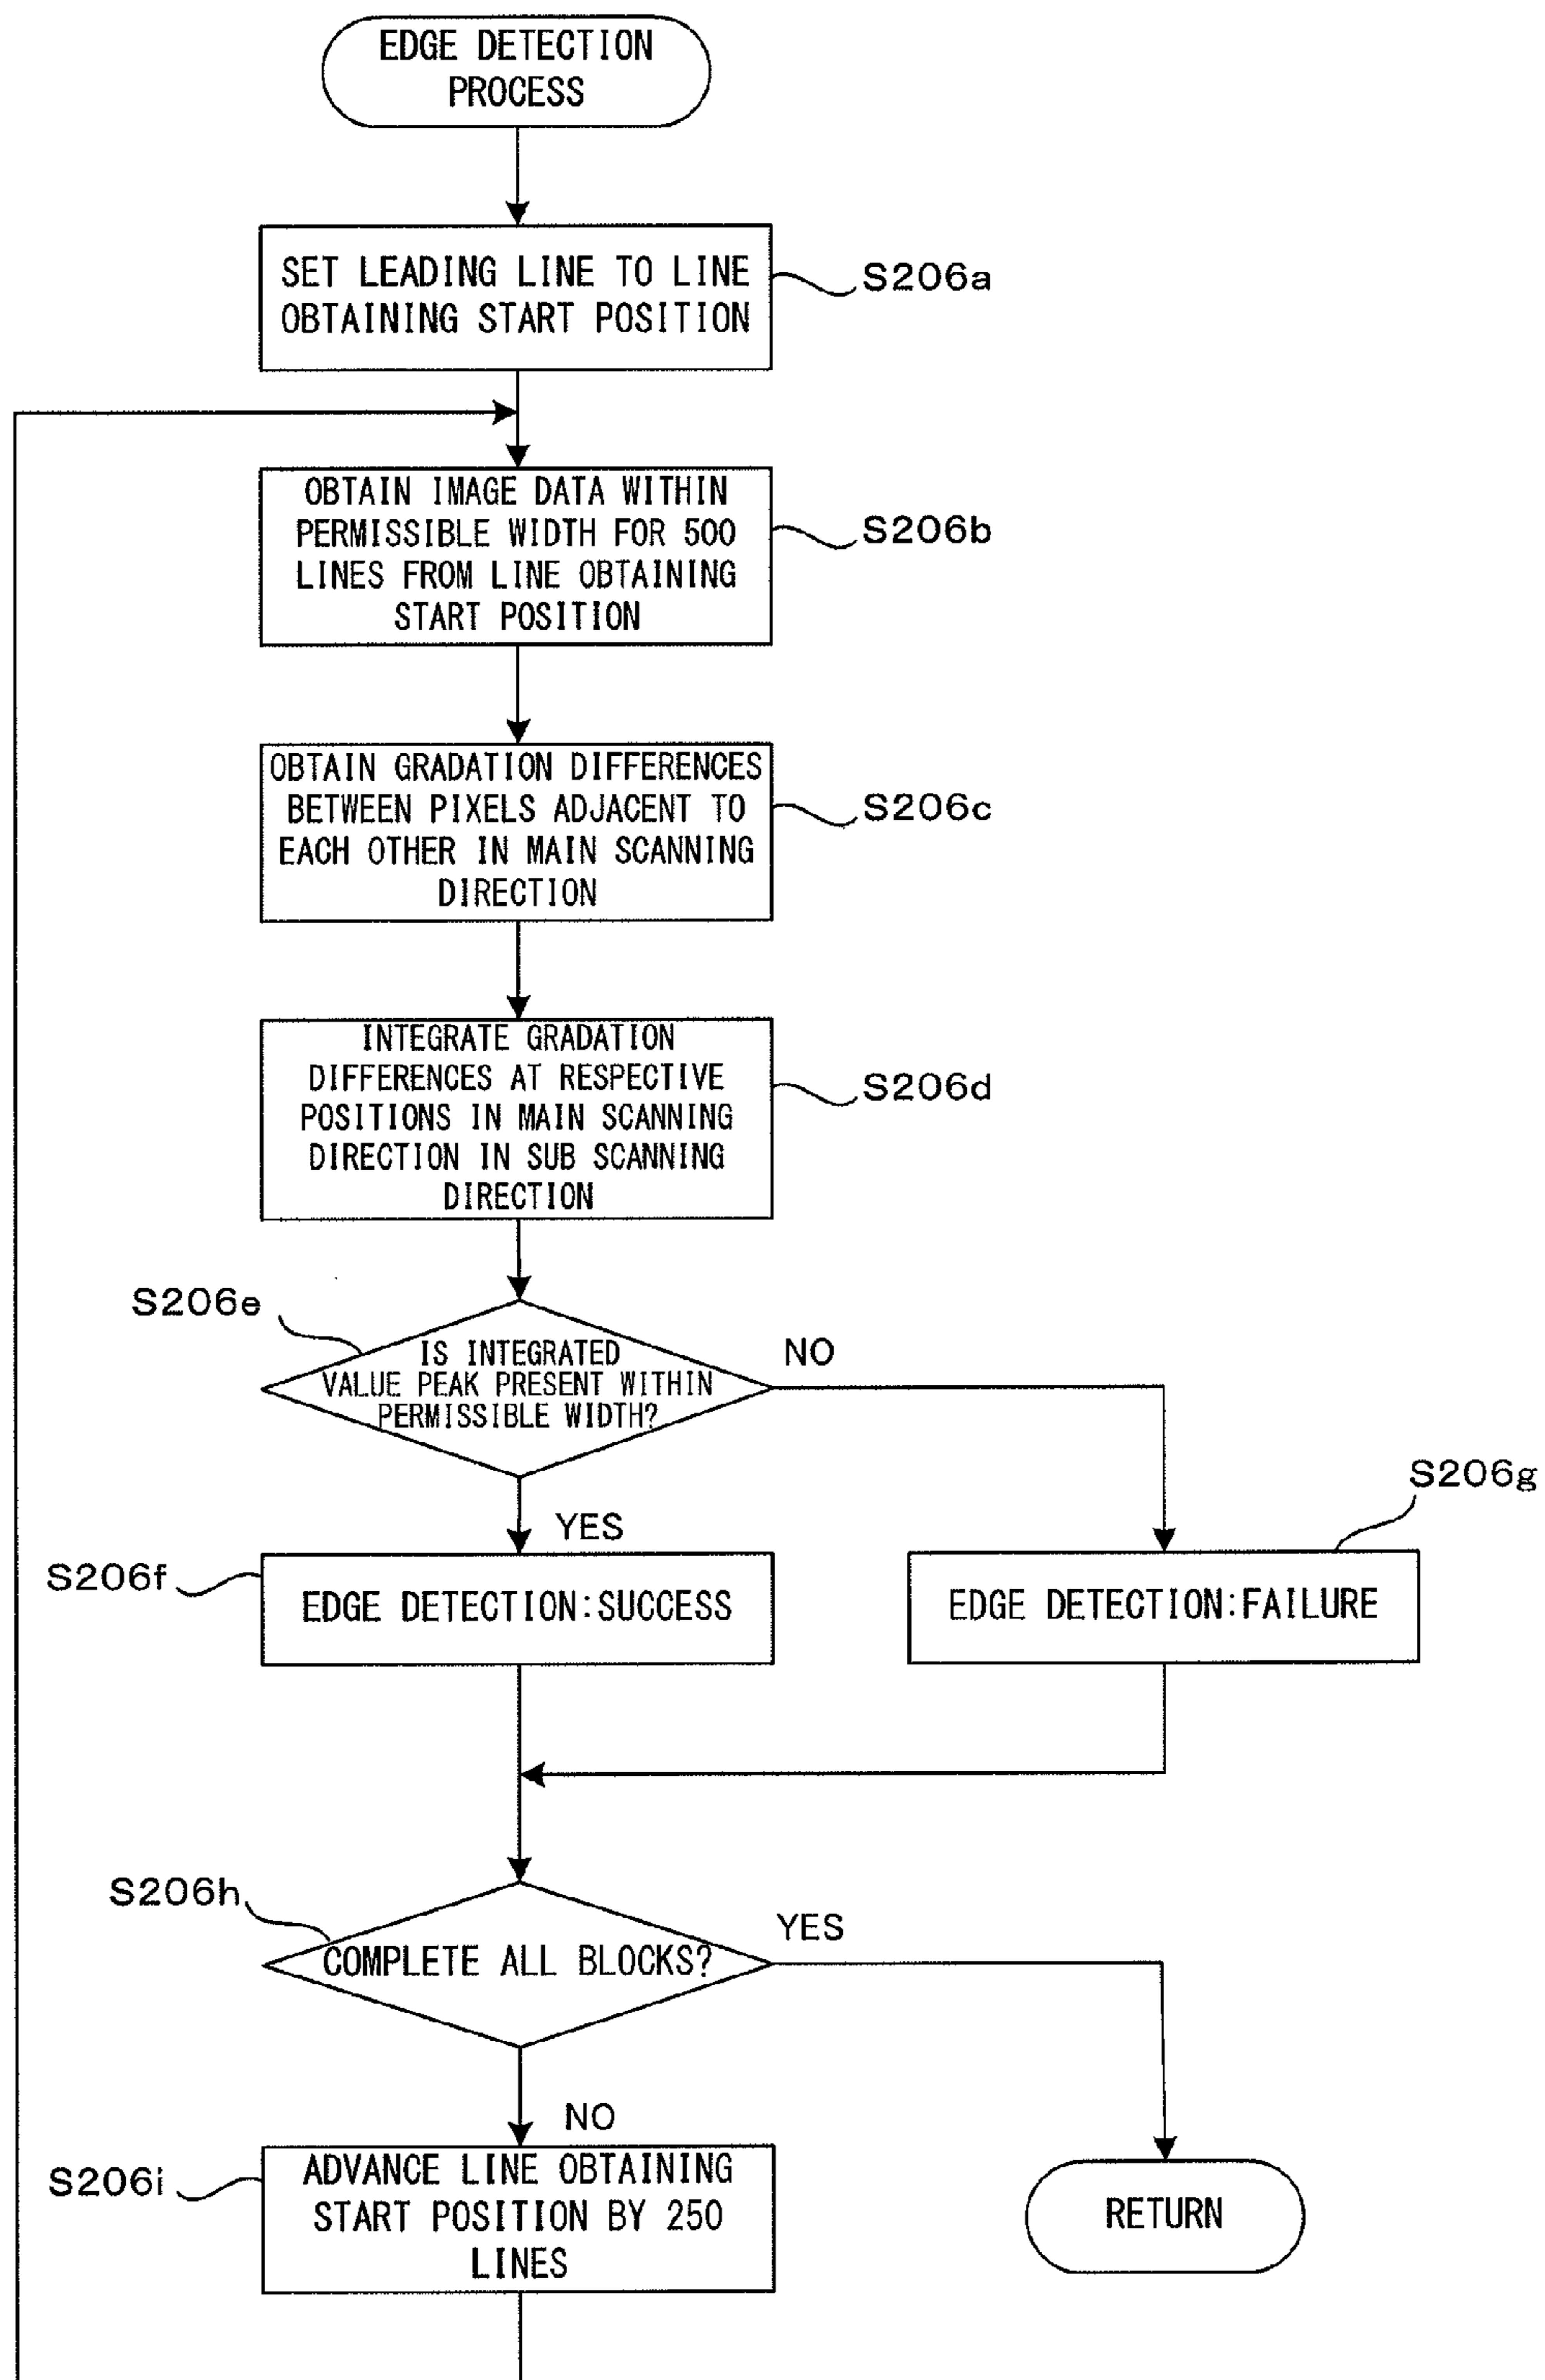 EDGE DETECTION
PROCESS
SET LEADING LINE TO LINE
OBTAINING START POSITION
S206a
OBTAIN IMAGE DATA WITHIN
PERMISSIBLE WIDTH FOR 500
LINES FROM LINE OBTAINING
START POSITION
S206b
OBTAIN GRADATION DIFFERENCES
BETWEEN PIXELS ADJACENT TO
EACH OTHER IN MAIN SCANNING
DIRECTION
S206c
INTEGRATE GRADATION
DIFFERENCES AT RESPECTIVE
POSITIONS IN MAIN SCANNING
DIRECTION IN SUB SCANNING
DIRECTION
S206d
S206e
IS INTEGRATED
VALUE PEAK PRESENT WITHIN
PERMISSIBLE WIDTH?
NO
YES
S206f
EDGE DETECTION:SUCCESS
S206g
EDGE DETECTION:FAILURE
S206h
COMPLETE ALL BLOCKS?
YES
NO
S206i
ADVANCE LINE OBTAINING
START POSITION BY 250
LINES
RETURN